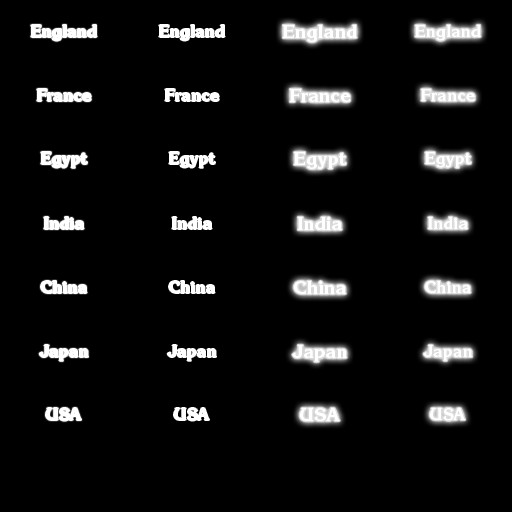 England England England England
France France France France
Egypt Egypt Egypt Egypt
India India India India
China China China China
Japan Japan Japan Japan
USA USA USA USA